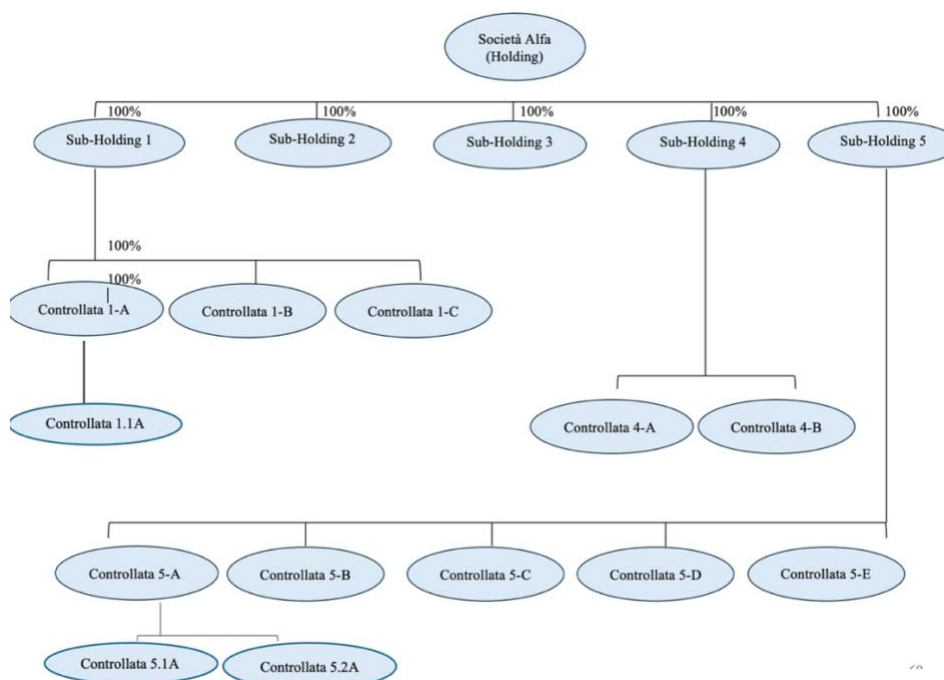 Società Alfa
(Holding)
100%
100%
100%
100%
100%
Sub-Holding 1
Sub-Holding 2
Sub-Holding 3
Sub-Holding 4
Sub-Holding 5
100%
100%
Controllata 1-A
Controllata 1-B
Controllata 1-C
Controllata 1.1A
Controllata 4-A
Controllata 4-B
Controllata 5-A
Controllata 5-B
Controllata 5-C
Controllata 5-D
Controllata 5-E
Controllata 5.1A
Controllata 5.2A